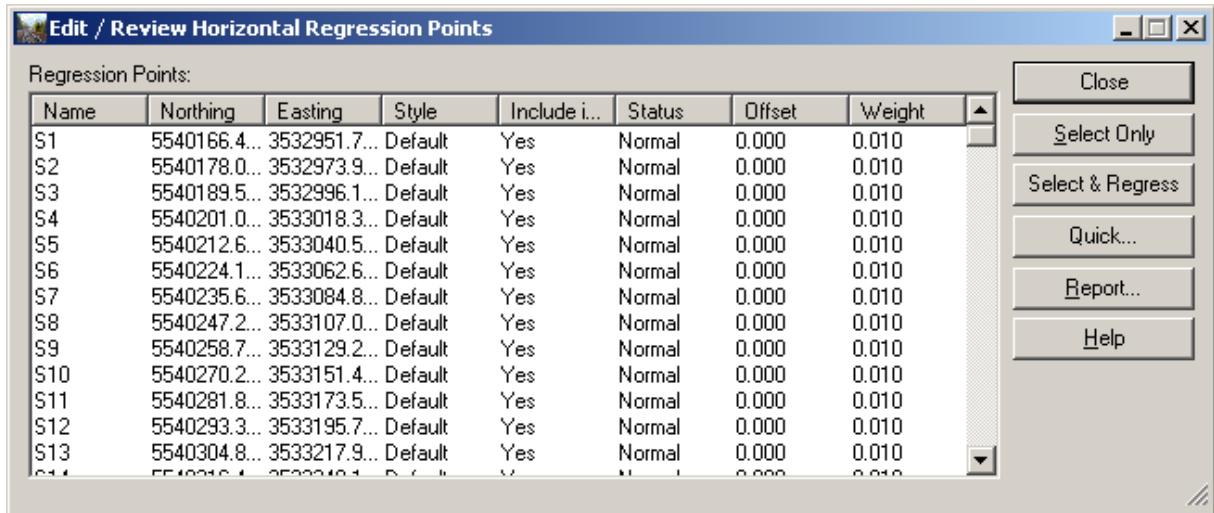 Edit / Review Horizontal Regression Points
Regression Points:
Name Northing Easting Style Include i... Status Offset Weight
S1 5540166.4... 3532951.7... Default Yes Normal 0.000 0.010
S2 5540178.0... 3532973.9... Default Yes Normal 0.000 0.010
S3 5540189.5... 3532996.1... Default Yes Normal 0.000 0.010
S4 5540201.0... 3533018.3... Default Yes Normal 0.000 0.010
S5 5540212.6... 3533040.5... Default Yes Normal 0.000 0.010
S6 5540224.1... 3533062.6... Default Yes Normal 0.000 0.010
S7 5540235.6... 3533084.8... Default Yes Normal 0.000 0.010
S8 5540247.2... 3533107.0... Default Yes Normal 0.000 0.010
S9 5540258.7... 3533129.2... Default Yes Normal 0.000 0.010
S10 5540270.2... 3533151.4... Default Yes Normal 0.000 0.010
S11 5540281.8... 3533173.5... Default Yes Normal 0.000 0.010
S12 5540293.3... 3533195.7... Default Yes Normal 0.000 0.010
S13 5540304.8... 3533217.9... Default Yes Normal 0.000 0.010
Close
Select Only
Select & Regress
Quick...
Report...
Help